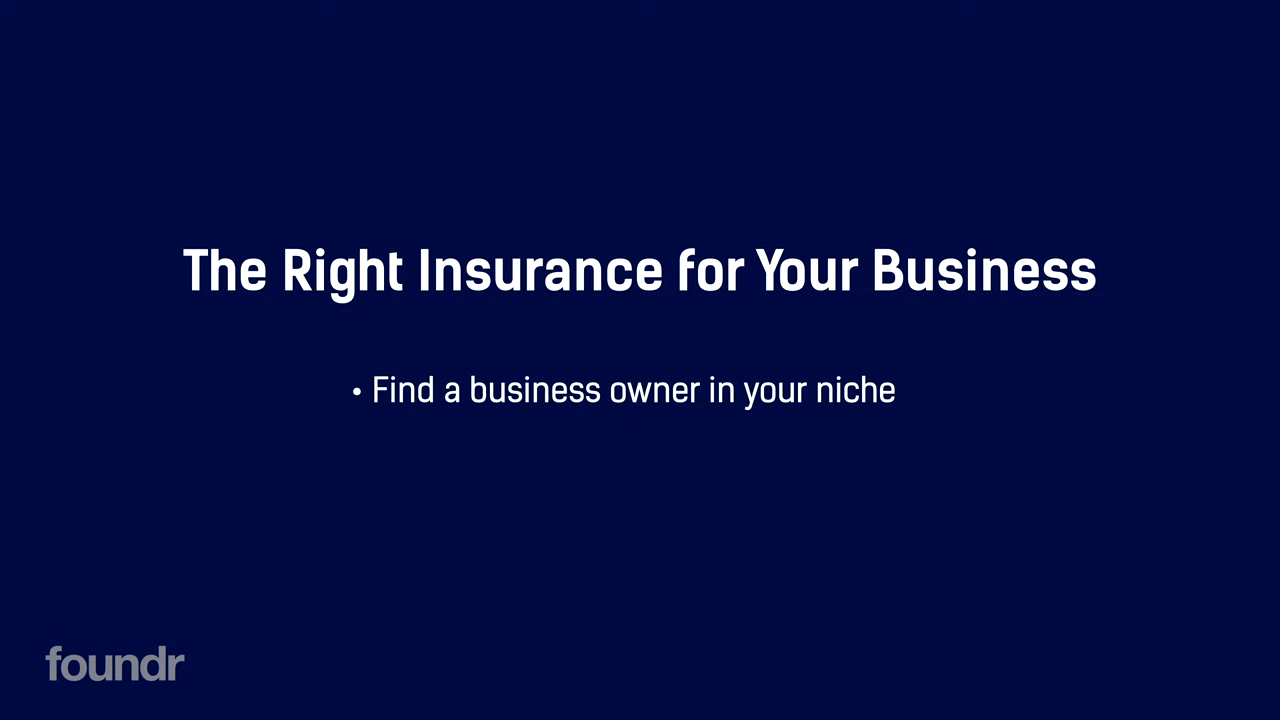 The Right Insurance for Your Business
• Find a business owner in your niche
foundr